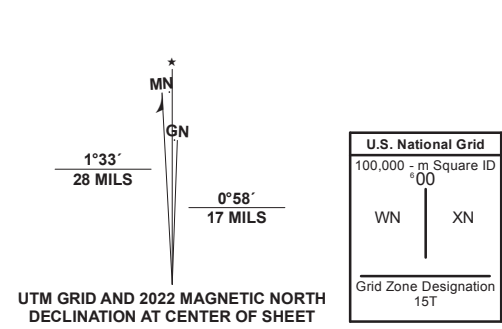 ★
MN
GN
1°33´
28 MILS
0°58´
17 MILS
UTM GRID AND 2022 MAGNETIC NORTH
DECLINATION AT CENTER OF SHEET
U.S. National Grid
100,000 - m Square ID
⁶00
WN
XN
Grid Zone Designation
15T